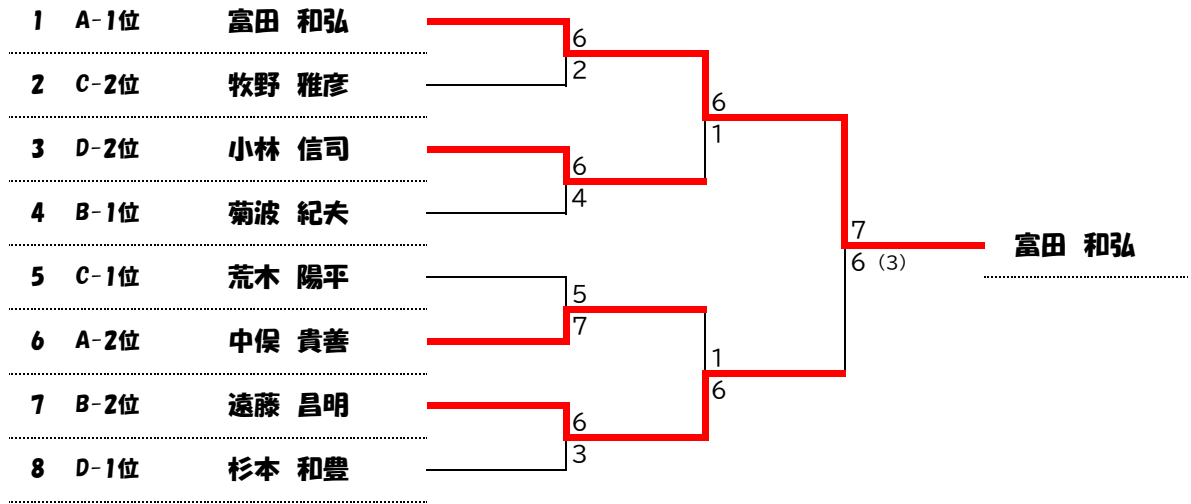 1 A-1位 富田 和弘
6
2
2 C-2位 牧野 雅彦
6
1
3 D-2位 小林 信司
6
4
4 B-1位 菊波 紀夫
7
6 (3)
富田 和弘
5 C-1位 荒木 陽平
5
7
6 A-2位 中俣 貴善
1
6
7 B-2位 遠藤 昌明
6
3
8 D-1位 杉本 和豊